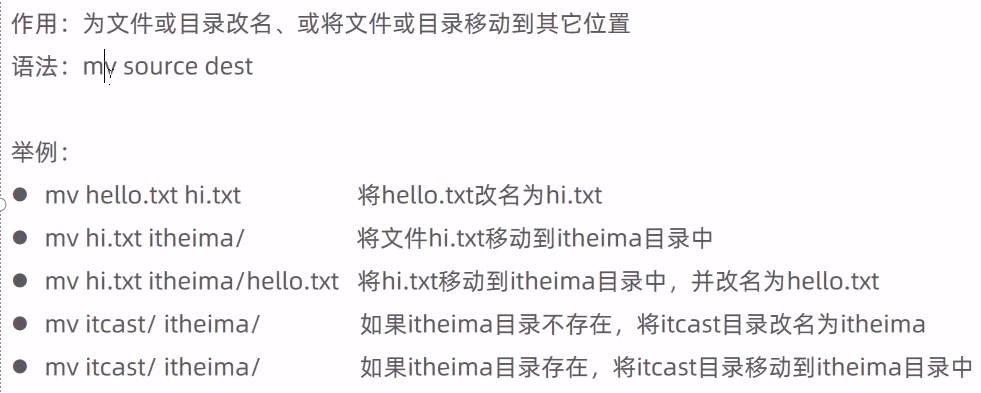 作用：为文件或目录改名、或将文件或目录移动到其它位置
语法：mv source dest
举例：
● mv hello.txt hi.txt 将hello.txt改名为hi.txt
● mv hi.txt itheima/ 将文件hi.txt移动到itheima目录中
● mv hi.txt itheima/hello.txt 将hi.txt移动到itheima目录中，并改名为hello.txt
● mv itcast/ itheima/ 如果itheima目录不存在，将itcast目录改名为itheima
● mv itcast/ itheima/ 如果itheima目录存在，将itcast目录移动到itheima目录中